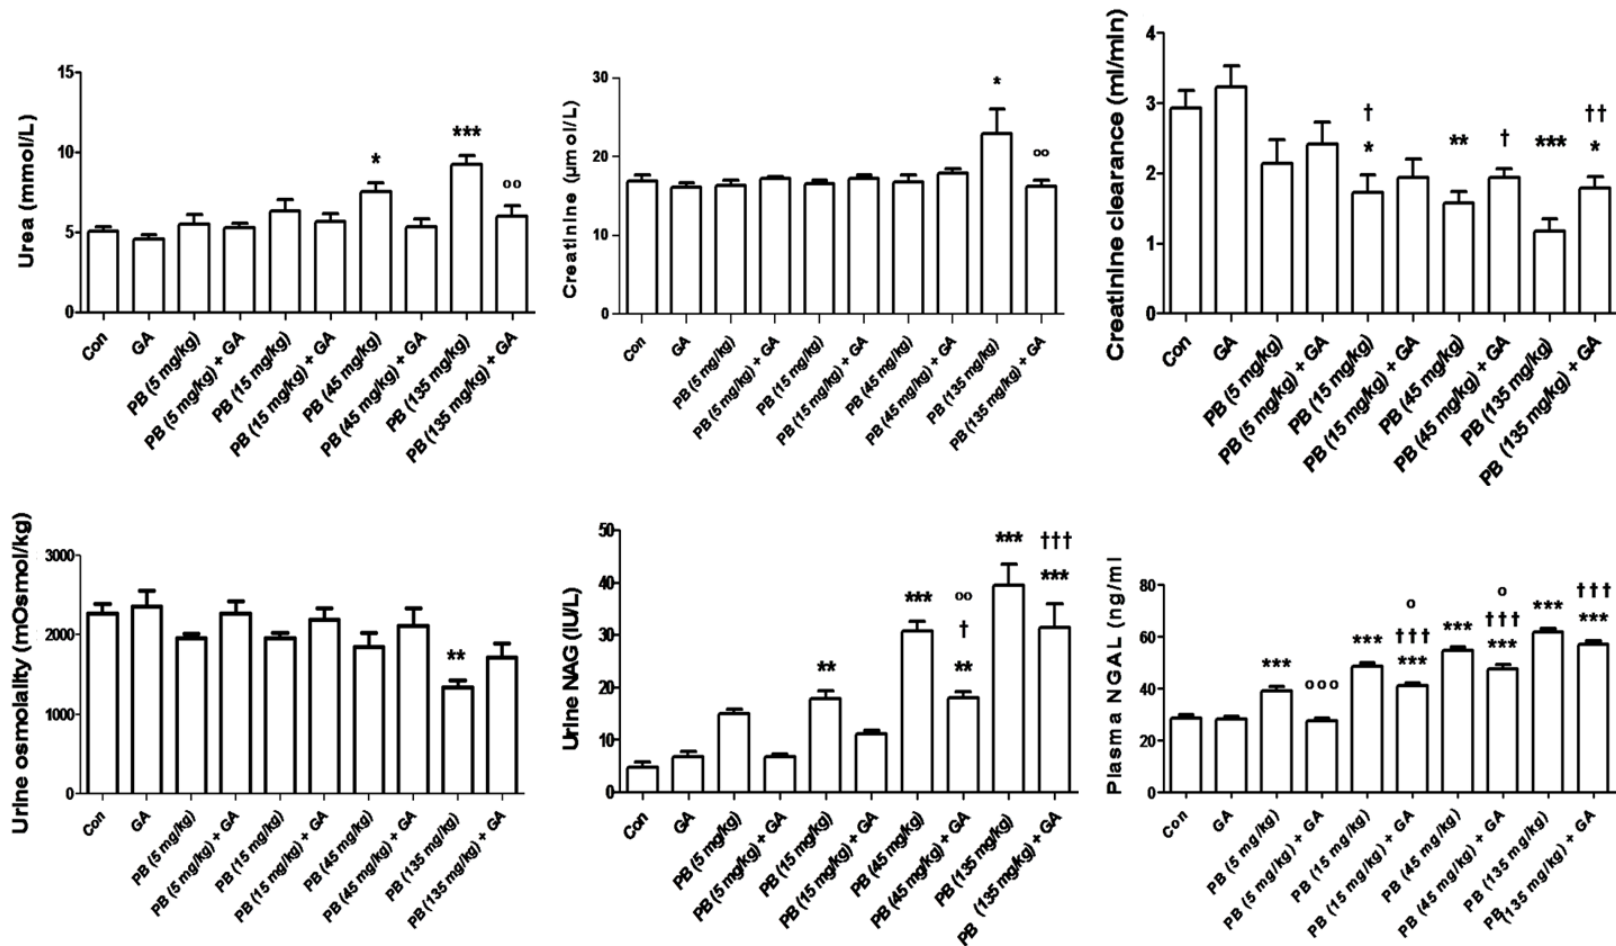 Urea (mmol/L)
15
10
5
0
*
***
oo
Con
GA
PB (5 mg/kg)
PB (5 mg/kg) + GA
PB (15 mg/kg)
PB (15 mg/kg) + GA
PB (45 mg/kg)
PB (45 mg/kg) + GA
PB (135 mg/kg)
PB (135 mg/kg) + GA
Creatinine (µmol/L)
30
20
10
0
*
oo
Con
GA
PB (5 mg/kg)
PB (5 mg/kg) + GA
PB (15 mg/kg)
PB (15 mg/kg) + GA
PB (45 mg/kg)
PB (45 mg/kg) + GA
PB (135 mg/kg)
PB (135 mg/kg) + GA
Creatinine clearance (ml/min)
4
3
2
1
0
†
*
**
†
***
††
*
Con
GA
PB (5 mg/kg)
PB (5 mg/kg) + GA
PB (15 mg/kg)
PB (15 mg/kg) + GA
PB (45 mg/kg)
PB (45 mg/kg) + GA
PB (135 mg/kg)
PB (135 mg/kg) + GA
Urine osmolality (mOsmol/kg)
3000
2000
1000
0
**
Con
GA
PB (5 mg/kg)
PB (5 mg/kg) + GA
PB (15 mg/kg)
PB (15 mg/kg) + GA
PB (45 mg/kg)
PB (45 mg/kg) + GA
PB (135 mg/kg)
PB (135 mg/kg) + GA
Urine NAG (IU/L)
50
40
30
20
10
0
**
***
oo
†
**
***
†††
***
Con
GA
PB (5 mg/kg)
PB (5 mg/kg) + GA
PB (15 mg/kg)
PB (15 mg/kg) + GA
PB (45 mg/kg)
PB (45 mg/kg) + GA
PB (135 mg/kg)
PB (135 mg/kg) + GA
Plasma NGAL (ng/ml
80
60
40
20
0
***
ooo
***
o
†††
***
***
o
†††
***
***
†††
***
Con
GA
PB (5 mg/kg)
PB (5 mg/kg) + GA
PB (15 mg/kg)
PB (15 mg/kg) + GA
PB (45 mg/kg)
PB (45 mg/kg) + GA
PB (135 mg/kg)
PB (135 mg/kg) + GA